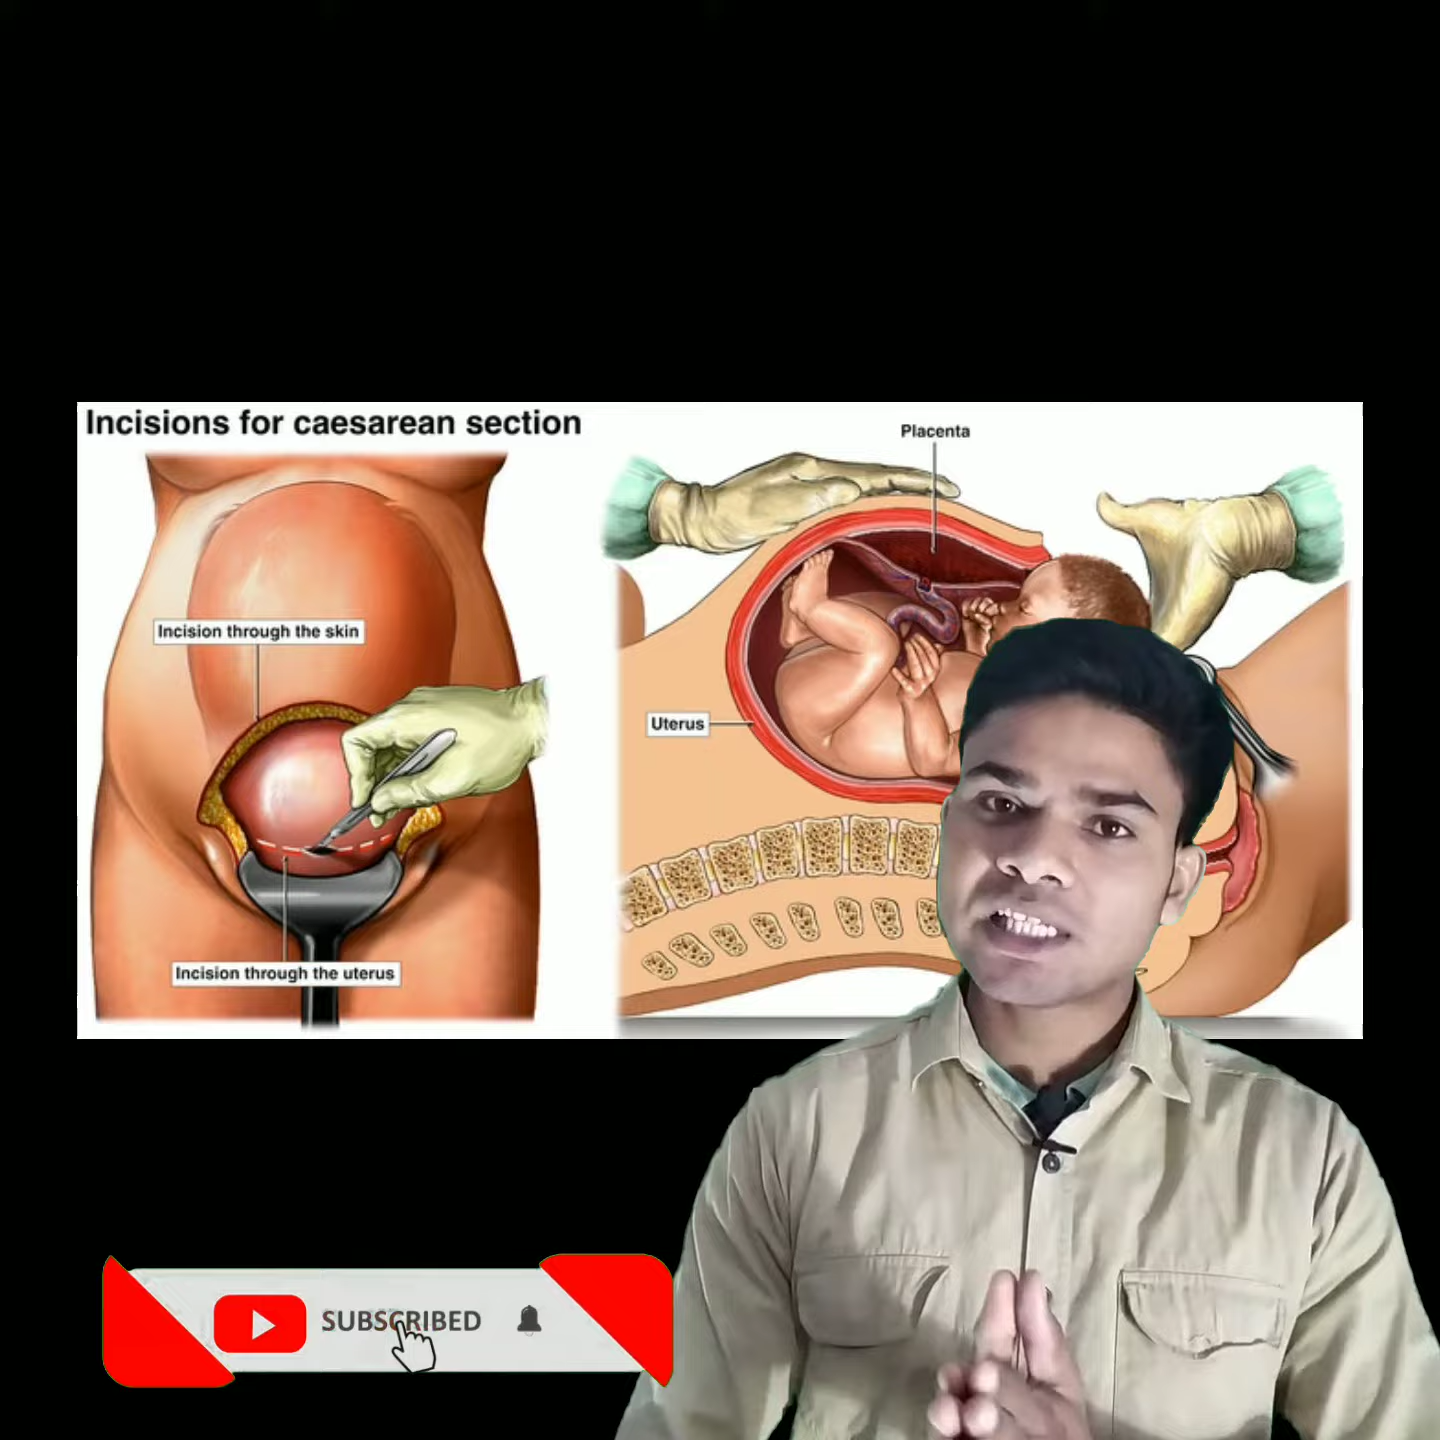 Incisions for caesarean section
Placenta
Incision through the skin
Uterus
Incision through the uterus
SUBSCRIBED